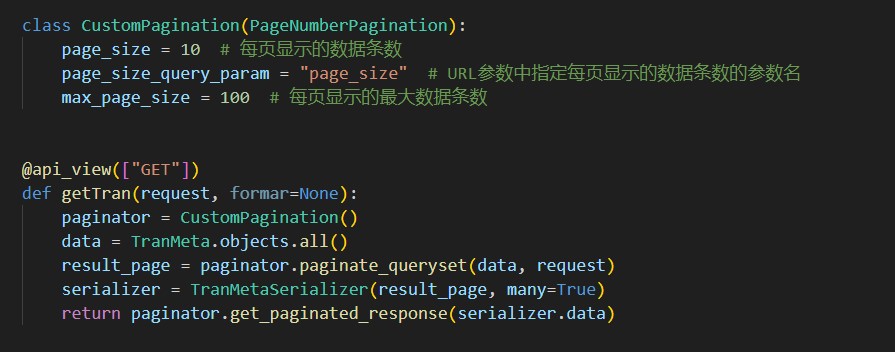 class CustomPagination(PageNumberPagination):
    page_size = 10  # 每页显示的数据条数
    page_size_query_param = "page_size"  # URL参数中指定每页显示的数据条数的参数名
    max_page_size = 100  # 每页显示的最大数据条数
@api_view(["GET"])
def getTran(request, formar=None):
    paginator = CustomPagination()
    data = TranMeta.objects.all()
    result_page = paginator.paginate_queryset(data, request)
    serializer = TranMetaSerializer(result_page, many=True)
    return paginator.get_paginated_response(serializer.data)